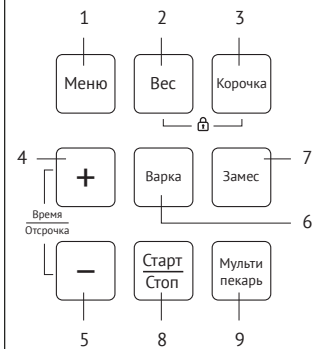 1 2 3
Меню Вес Корочка
4 + Варка Замес 7
Время
Отсрочка
6
− Старт
Стоп Мульти
пекарь
5 8 9